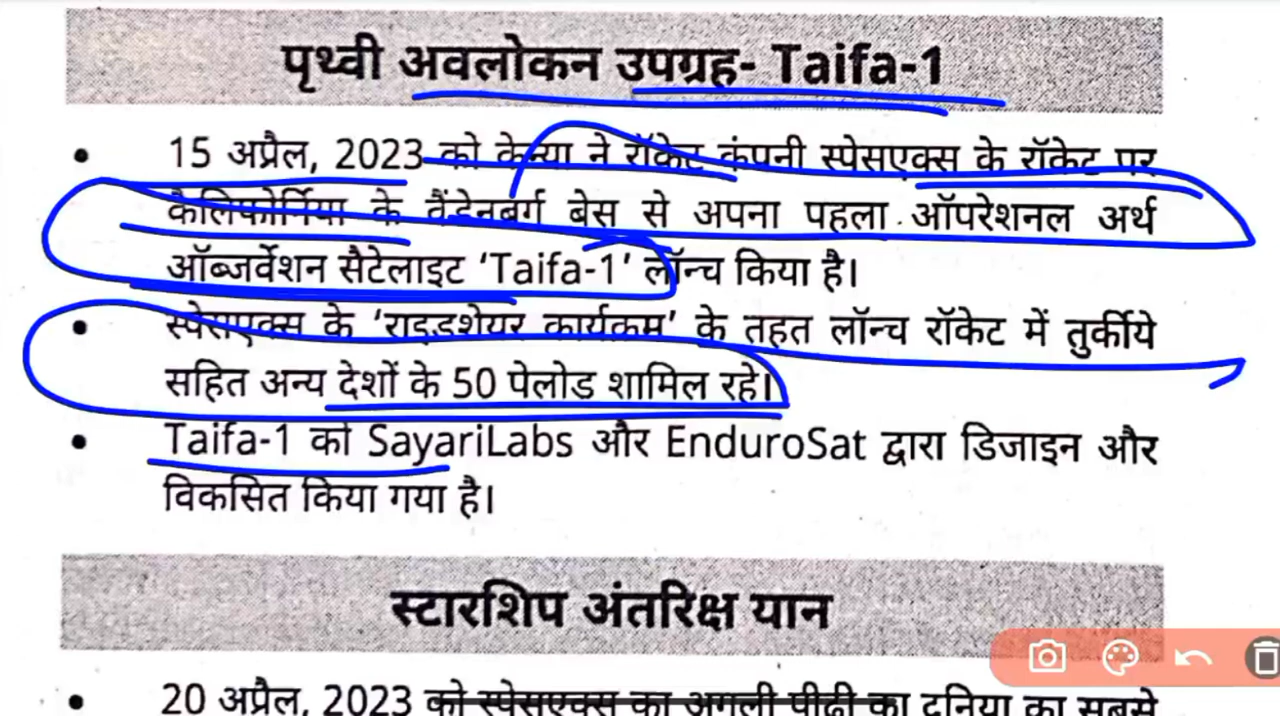 पृथ्वी अवलोकन उपग्रह- Taifa-1
• 15 अप्रैल, 2023 को केन्या ने रॉकेट कंपनी स्पेसएक्स के रॉकेट पर
कैलिफोर्निया के वैंडेनबर्ग बेस से अपना पहला ऑपरेशनल अर्थ
ऑब्जर्वेशन सैटेलाइट ‘Taifa-1’ लॉन्च किया है।
• स्पेसएक्स के ‘राइडशेयर कार्यक्रम’ के तहत लॉन्च रॉकेट में तुर्कीये
सहित अन्य देशों के 50 पेलोड शामिल रहे।
• Taifa-1 को SayariLabs और EnduroSat द्वारा डिजाइन और
विकसित किया गया है।
स्टारशिप अंतरिक्ष यान
• 20 अप्रैल, 2023 को स्पेसएक्स का अगली पीढ़ी का दुनिया का सबसे